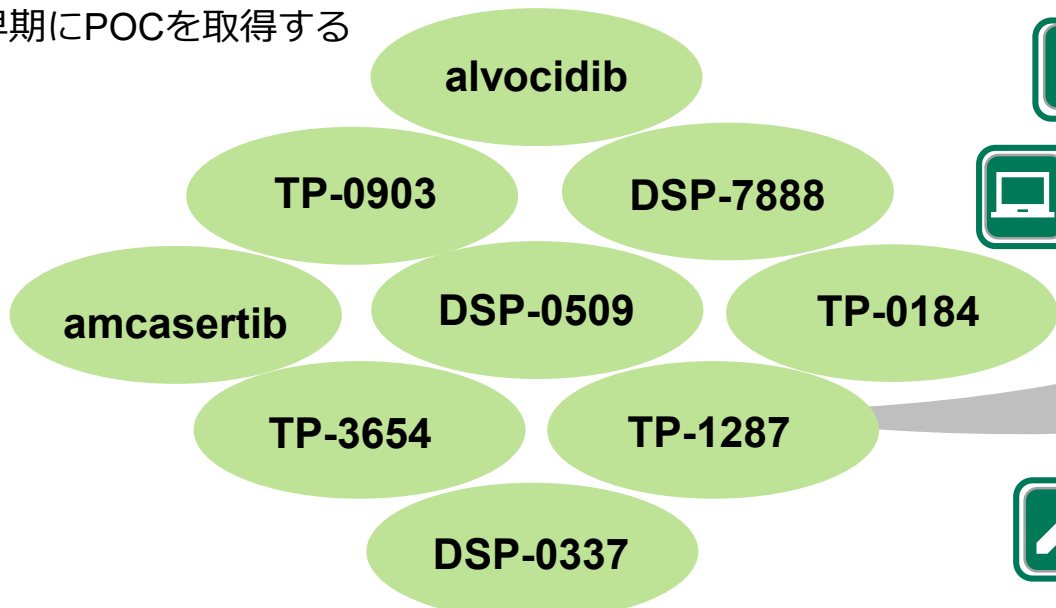 早期にPOCを取得する
alvocidib
TP-0903
DSP-7888
amcasertib
DSP-0509
TP-0184
TP-3654
TP-1287
DSP-0337